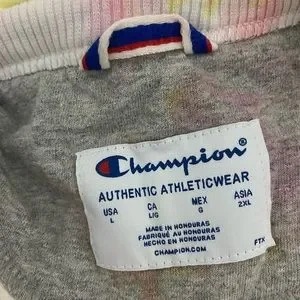 Champion
AUTHENTIC ATHLETICWEAR
USA CA MEX ASIA
L L/G G 2XL
MADE IN HONDURAS
FABRIQUÉ AU HONDURAS
HECHO EN HONDURAS
CHAMPION.COM
FTX